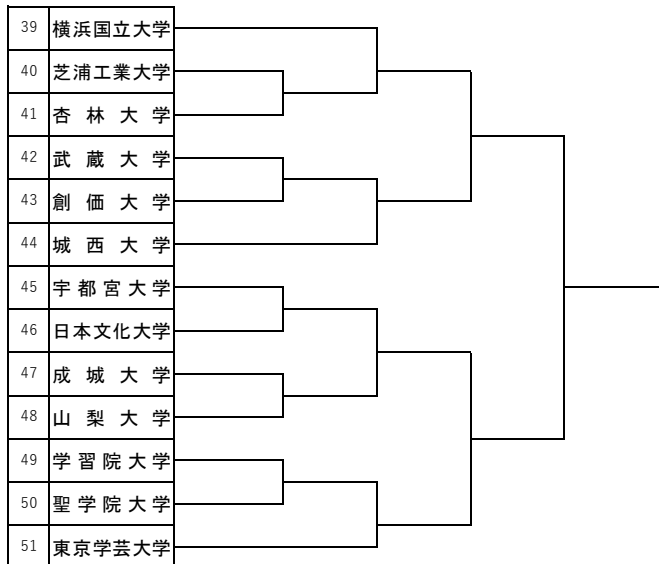 39 横浜国立大学
40 芝浦工業大学
41 杏林大学
42 武蔵大学
43 創価大学
44 城西大学
45 宇都宮大学
46 日本文化大学
47 成城大学
48 山梨大学
49 学習院大学
50 聖学院大学
51 東京学芸大学